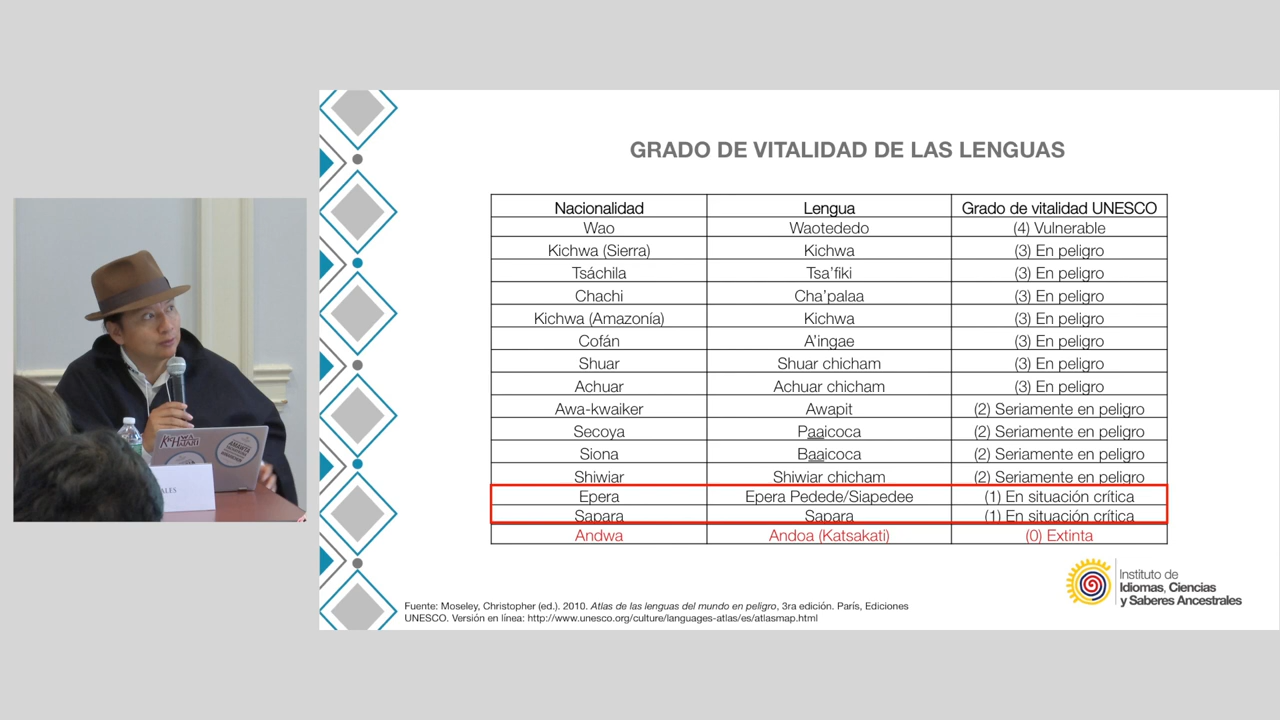 GRADO DE VITALIDAD DE LAS LENGUAS
Nacionalidad Lengua Grado de vitalidad UNESCO
Wao Waotededo (4) Vulnerable
Kichwa (Sierra) Kichwa (3) En peligro
Tsáchila Tsa’fiki (3) En peligro
Chachi Cha’palaa (3) En peligro
Kichwa (Amazonía) Kichwa (3) En peligro
Cofán A’ingae (3) En peligro
Shuar Shuar chicham (3) En peligro
Achuar Achuar chicham (3) En peligro
Awa-kwaiker Awapit (2) Seriamente en peligro
Secoya Paaicoca (2) Seriamente en peligro
Siona Baaicoca (2) Seriamente en peligro
Shiwiar Shiwiar chicham (2) Seriamente en peligro
Epera Epera Pedede/Siapedee (1) En situación crítica
Sapara Sapara (1) En situación crítica
Andwa Andoa (Katsakati) (0) Extinta
Fuente: Moseley, Christopher (ed.). 2010. Atlas de las lenguas del mundo en peligro, 3ra edición. París, Ediciones
UNESCO. Versión en línea: http://www.unesco.org/culture/languages-atlas/es/atlasmap.html
Instituto de
Idiomas, Ciencias
y Saberes Ancestrales
KICHWA
HATARI